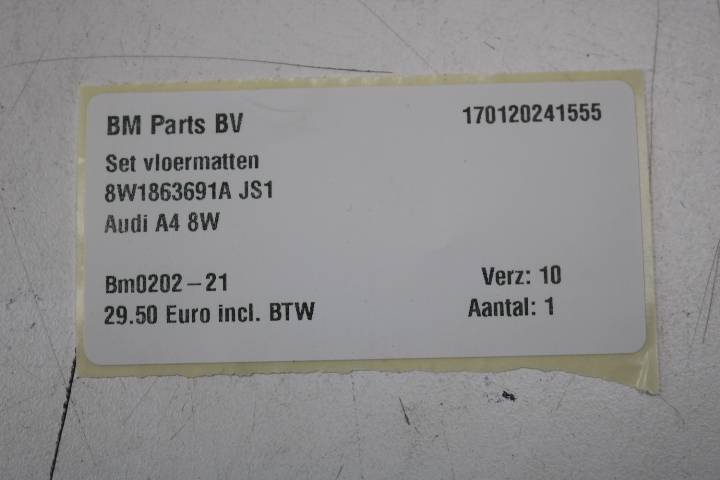 BM Parts BV 170120241555
Set vloermatten
8W1863691A JS1
Audi A4 8W
Bm0202-21 Verz: 10
29.50 Euro incl. BTW Aantal: 1